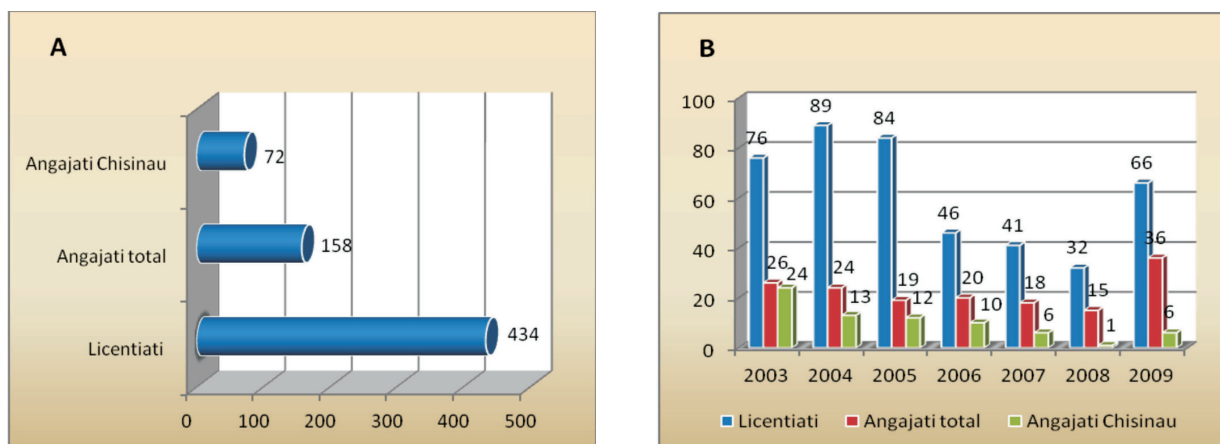 A
Angajati Chisinau
72
Angajati total
158
Licentiati
434
0 100 200 300 400 500
B
100
80
60
40
20
0
76 26 24
89 24 13
84 19 12
46 20 10
41 18 6
32 15 1
66 36 6
2003 2004 2005 2006 2007 2008 2009
Licentiati Angajati total Angajati Chisinau